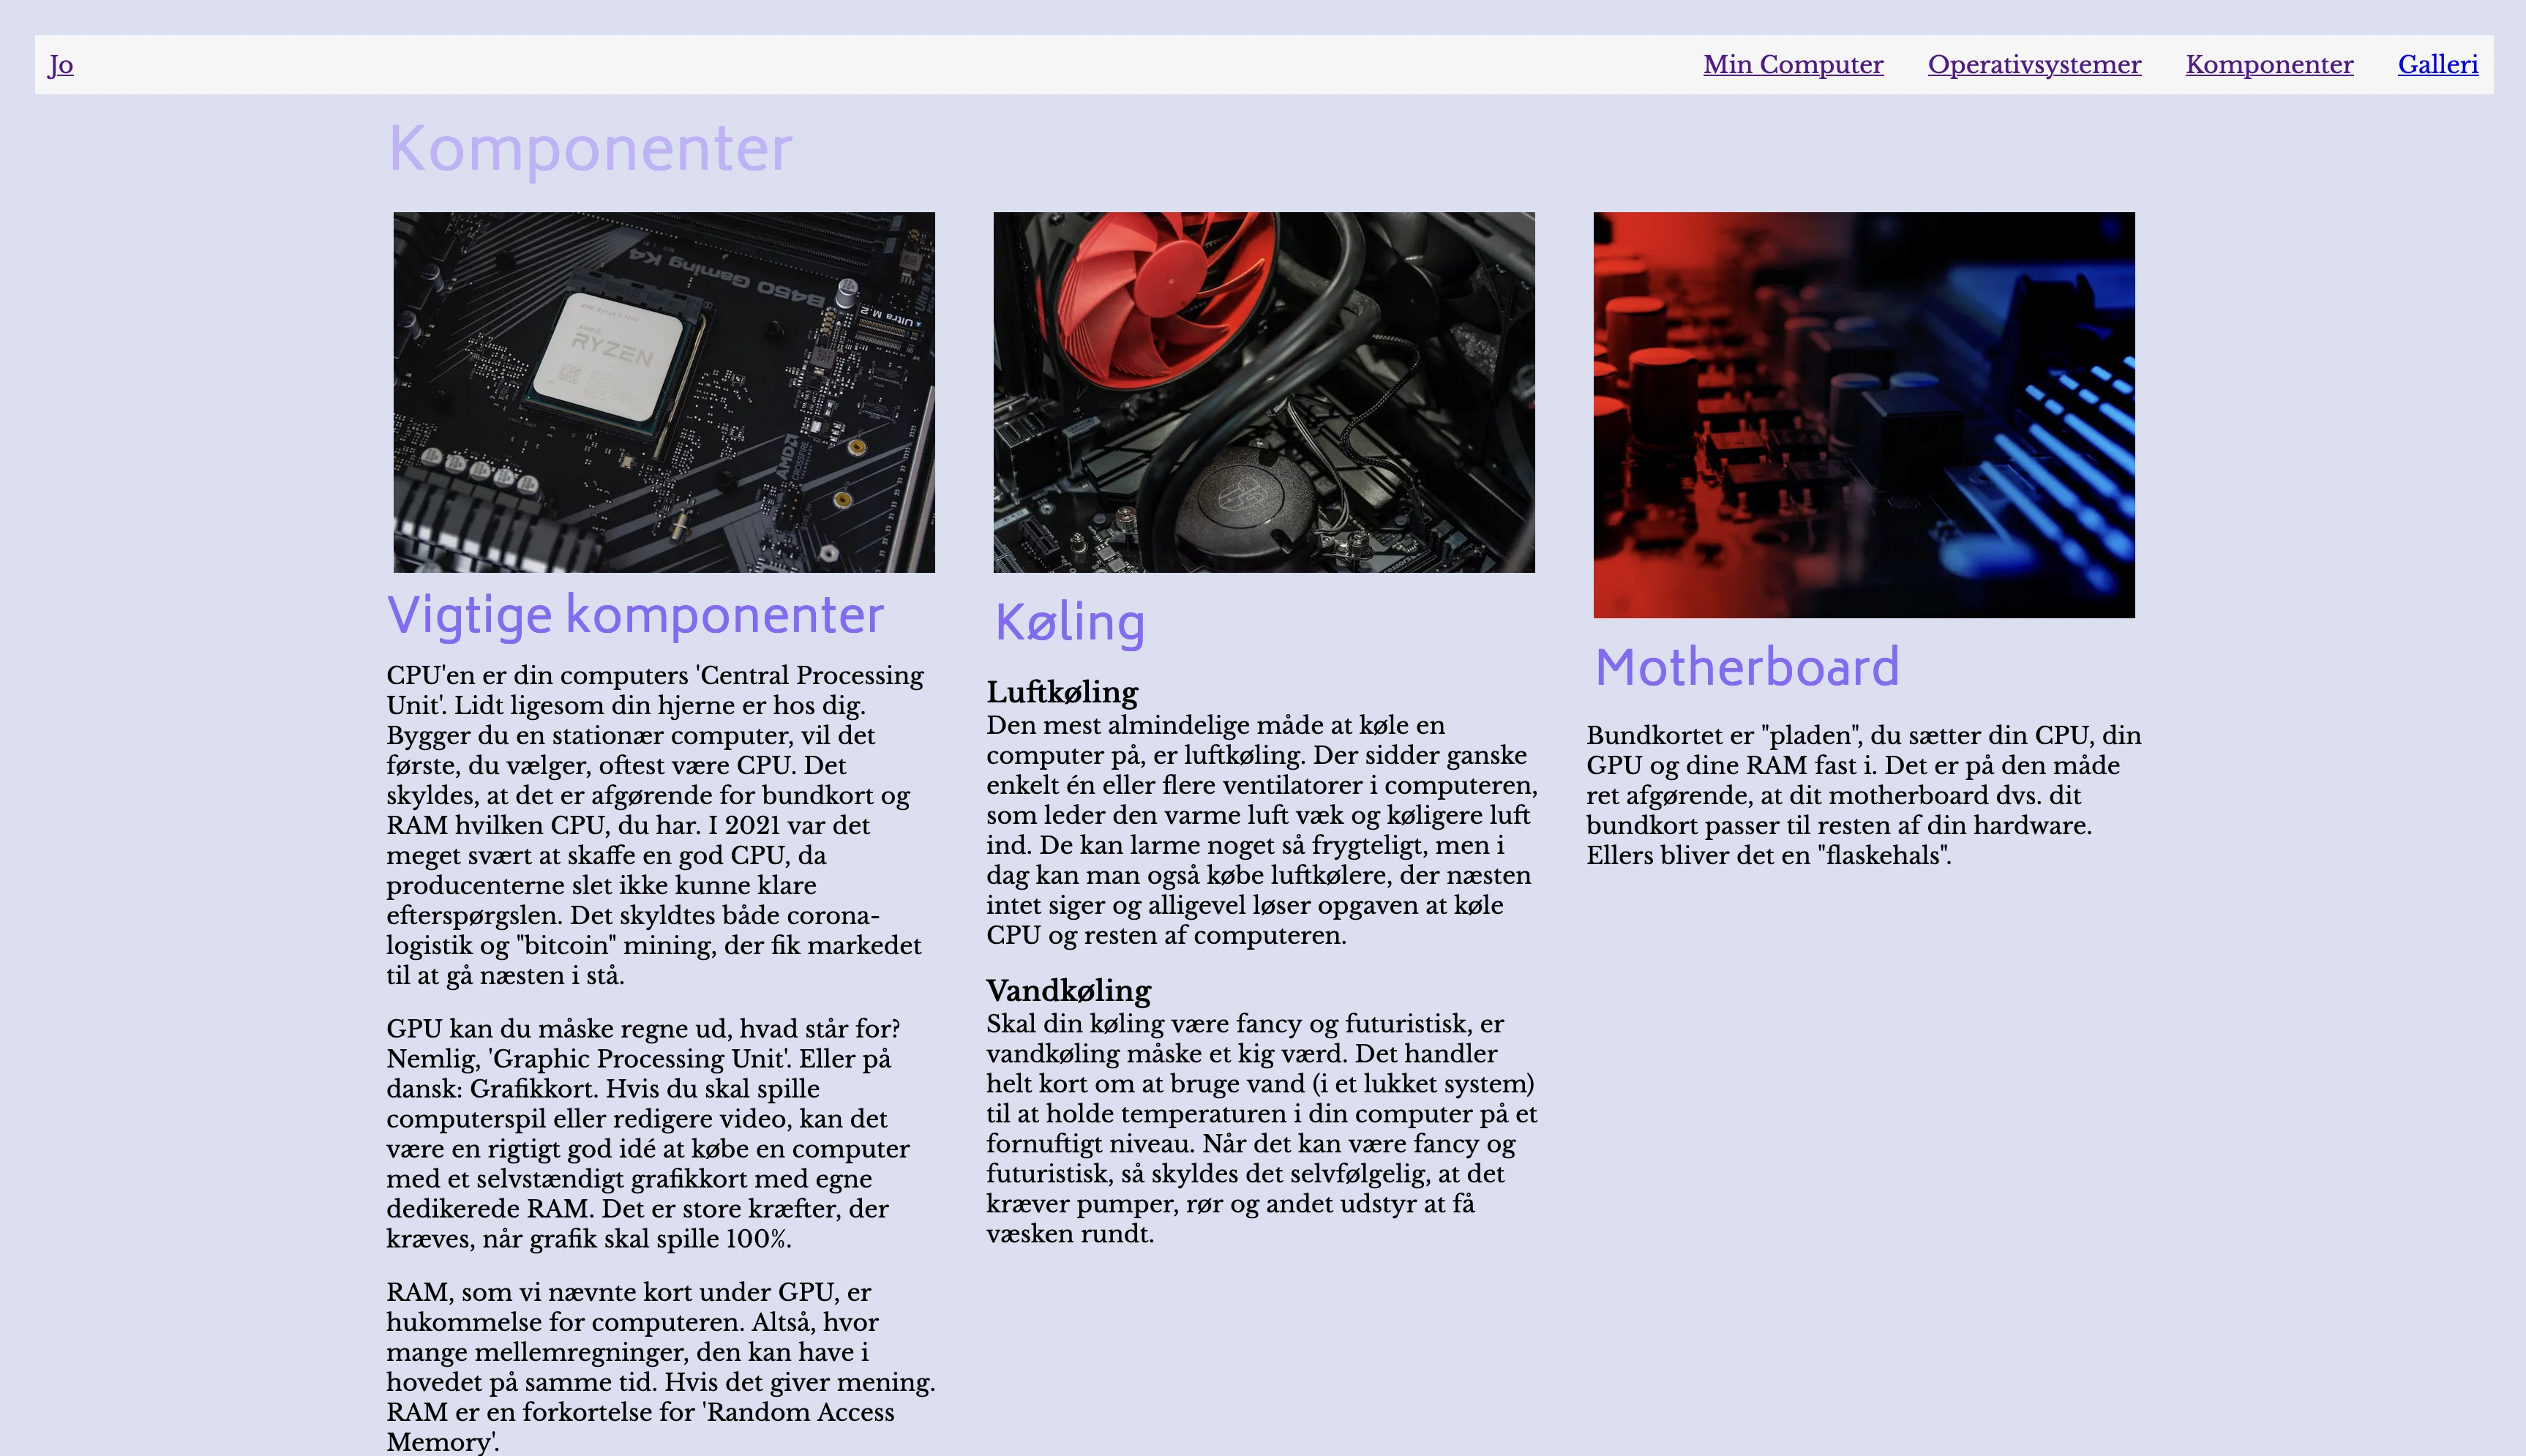 Jo
Min Computer
Operativsystemer
Komponenter
Galleri
Komponenter
B450 Gaming K4
Ultra M.2
AMD
RYZEN
AMD
CROSSFIRE
Vigtige komponenter
CPU'en er din computers 'Central Processing
Unit'. Lidt ligesom din hjerne er hos dig.
Bygger du en stationær computer, vil det
første, du vælger, oftest være CPU. Det
skyldes, at det er afgørende for bundkort og
RAM hvilken CPU, du har. I 2021 var det
meget svært at skaffe en god CPU, da
producenterne slet ikke kunne klare
efterspørgslen. Det skyldtes både corona-
logistik og "bitcoin" mining, der fik markedet
til at gå næsten i stå.
GPU kan du måske regne ud, hvad står for?
Nemlig, 'Graphic Processing Unit'. Eller på
dansk: Grafikkort. Hvis du skal spille
computerspil eller redigere video, kan det
være en rigtigt god idé at købe en computer
med et selvstændigt grafikkort med egne
dedikerede RAM. Det er store kræfter, der
kræves, når grafik skal spille 100%.
RAM, som vi nævnte kort under GPU, er
hukommelse for computeren. Altså, hvor
mange mellemregninger, den kan have i
hovedet på samme tid. Hvis det giver mening.
RAM er en forkortelse for 'Random Access
Memory'.
Køling
Luftkøling
Den mest almindelige måde at køle en
computer på, er luftkøling. Der sidder ganske
enkelt én eller flere ventilatorer i computeren,
som leder den varme luft væk og køligere luft
ind. De kan larme noget så frygteligt, men i
dag kan man også købe luftkølere, der næsten
intet siger og alligevel løser opgaven at køle
CPU og resten af computeren.
Vandkøling
Skal din køling være fancy og futuristisk, er
vandkøling måske et kig værd. Det handler
helt kort om at bruge vand (i et lukket system)
til at holde temperaturen i din computer på et
fornuftigt niveau. Når det kan være fancy og
futuristisk, så skyldes det selvfølgelig, at det
kræver pumper, rør og andet udstyr at få
væsken rundt.
Motherboard
Bundkortet er "pladen", du sætter din CPU, din
GPU og dine RAM fast i. Det er på den måde
ret afgørende, at dit motherboard dvs. dit
bundkort passer til resten af din hardware.
Ellers bliver det en "flaskehals".